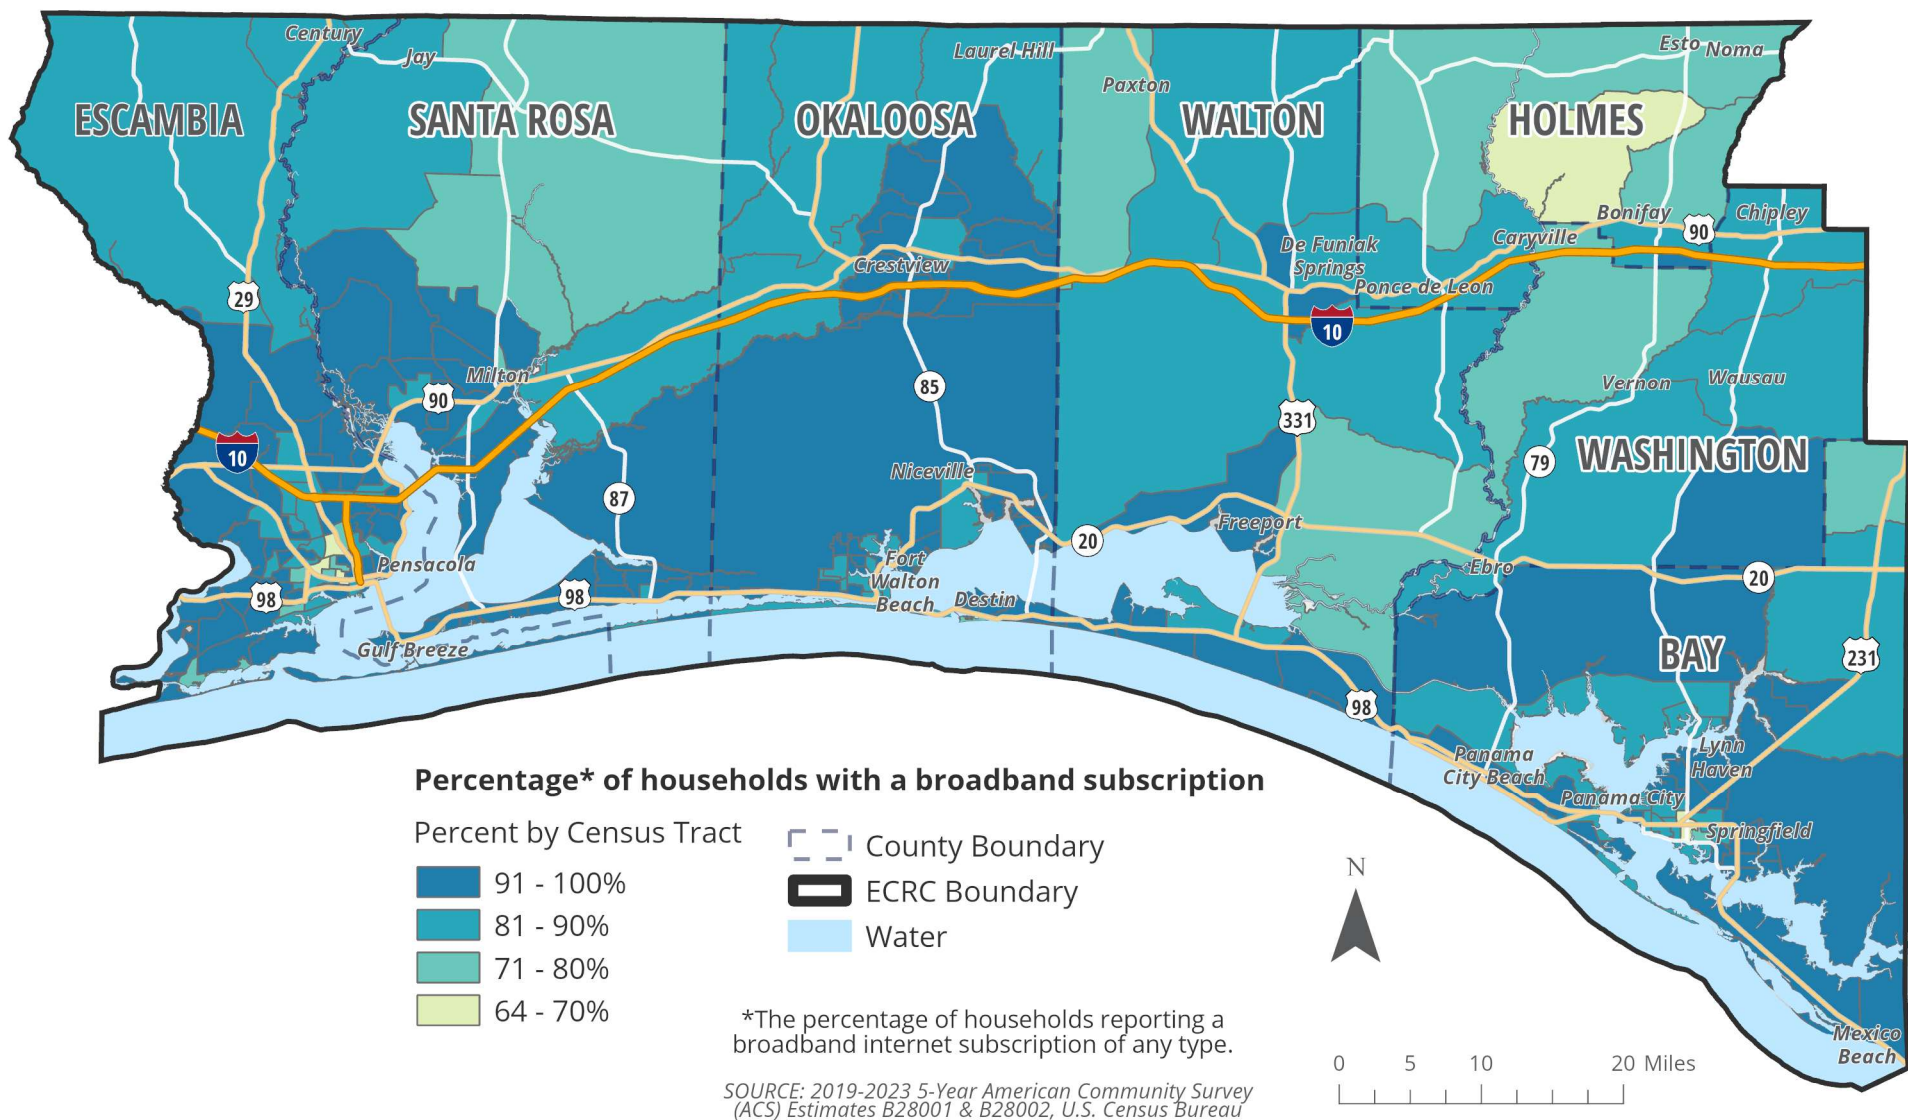 Century
Jay
Laurel Hill
Esto
Noma
Paxton
ESCAMBIA
SANTA ROSA
OKALOOSA
WALTON
HOLMES
Bonifay
Chipley
90
Caryville
De Funiak
Springs
Crestview
Ponce de Leon
29
10
Milton
90
85
Vernon
Wausau
331
10
WASHINGTON
79
Niceville
87
Freeport
20
Pensacola
Fort
Walton
Beach
Ebro
20
98
98
Destin
Gulf Breeze
BAY
231
98
Lynn
Haven
Panama
City Beach
Panama City
Springfield
Mexico
Beach
Percentage* of households with a broadband subscription
Percent by Census Tract
91 - 100%
81 - 90%
71 - 80%
64 - 70%
County Boundary
ECRC Boundary
Water
N
*The percentage of households reporting a
broadband internet subscription of any type.
SOURCE: 2019-2023 5-Year American Community Survey
(ACS) Estimates B28001 & B28002, U.S. Census Bureau
0 5 10 20 Miles